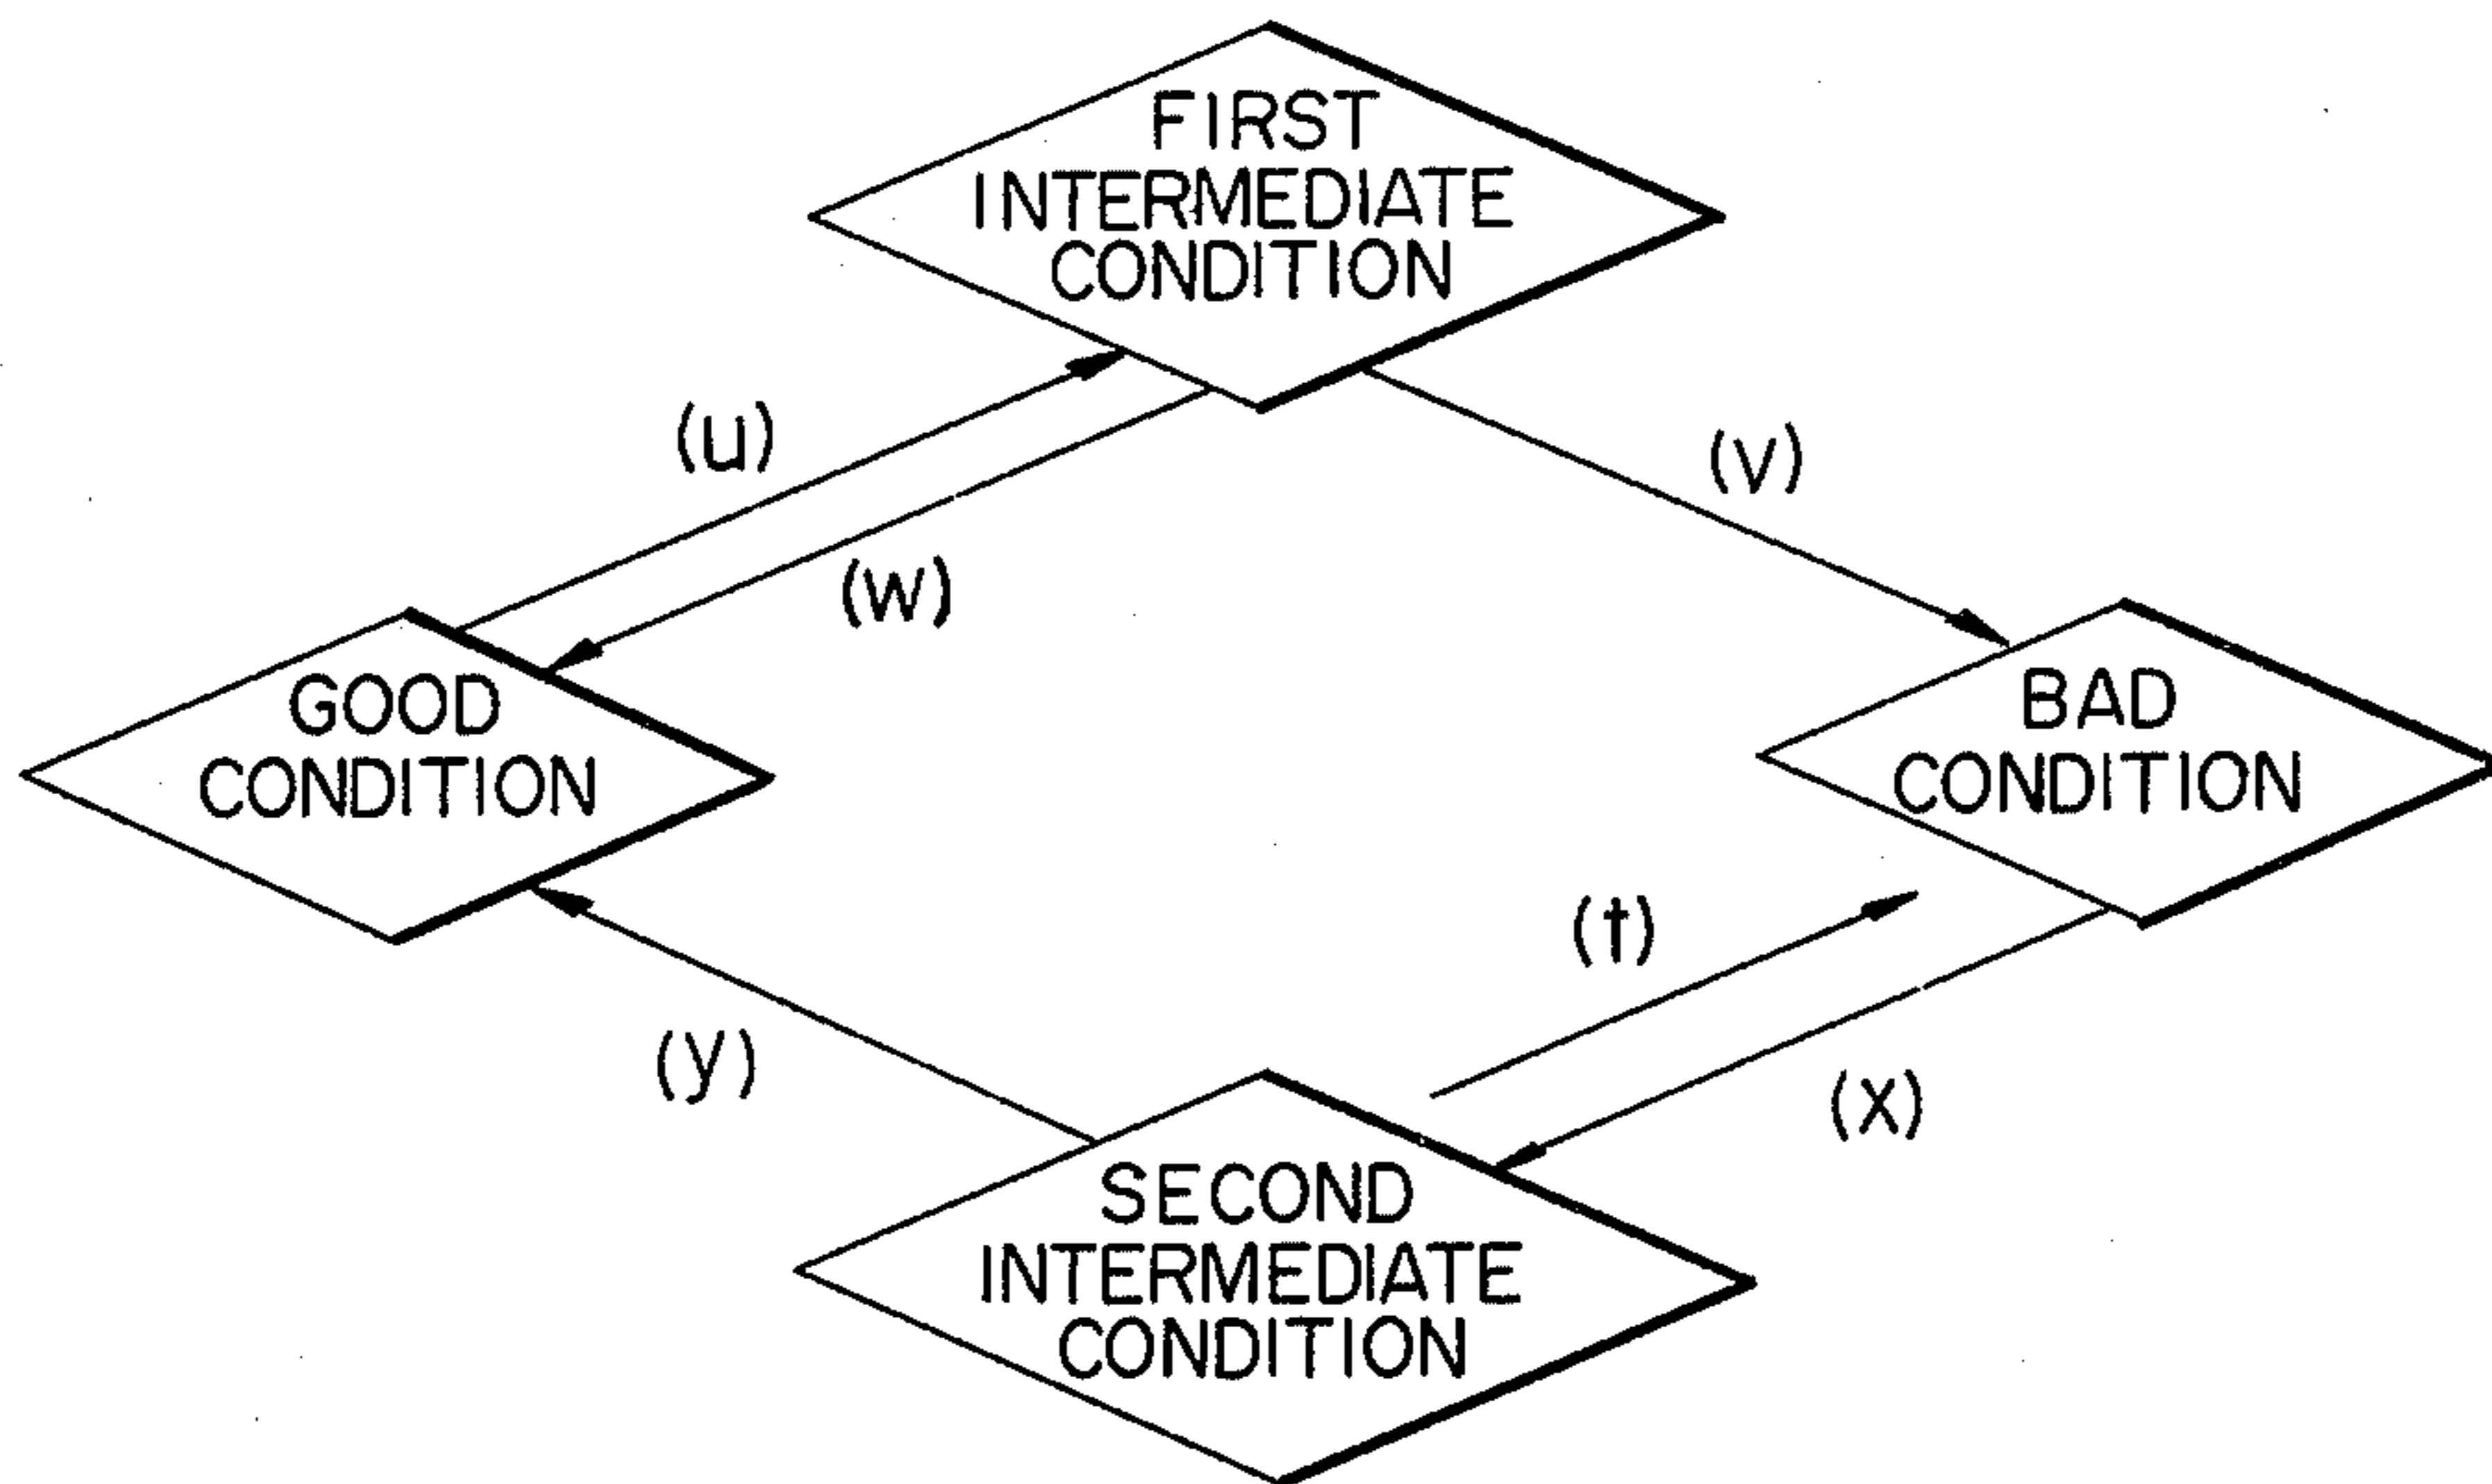 FIRST
INTERMEDIATE
CONDITION
(u)
(v)
(w)
GOOD
CONDITION
BAD
CONDITION
(t)
(y)
(x)
SECOND
INTERMEDIATE
CONDITION